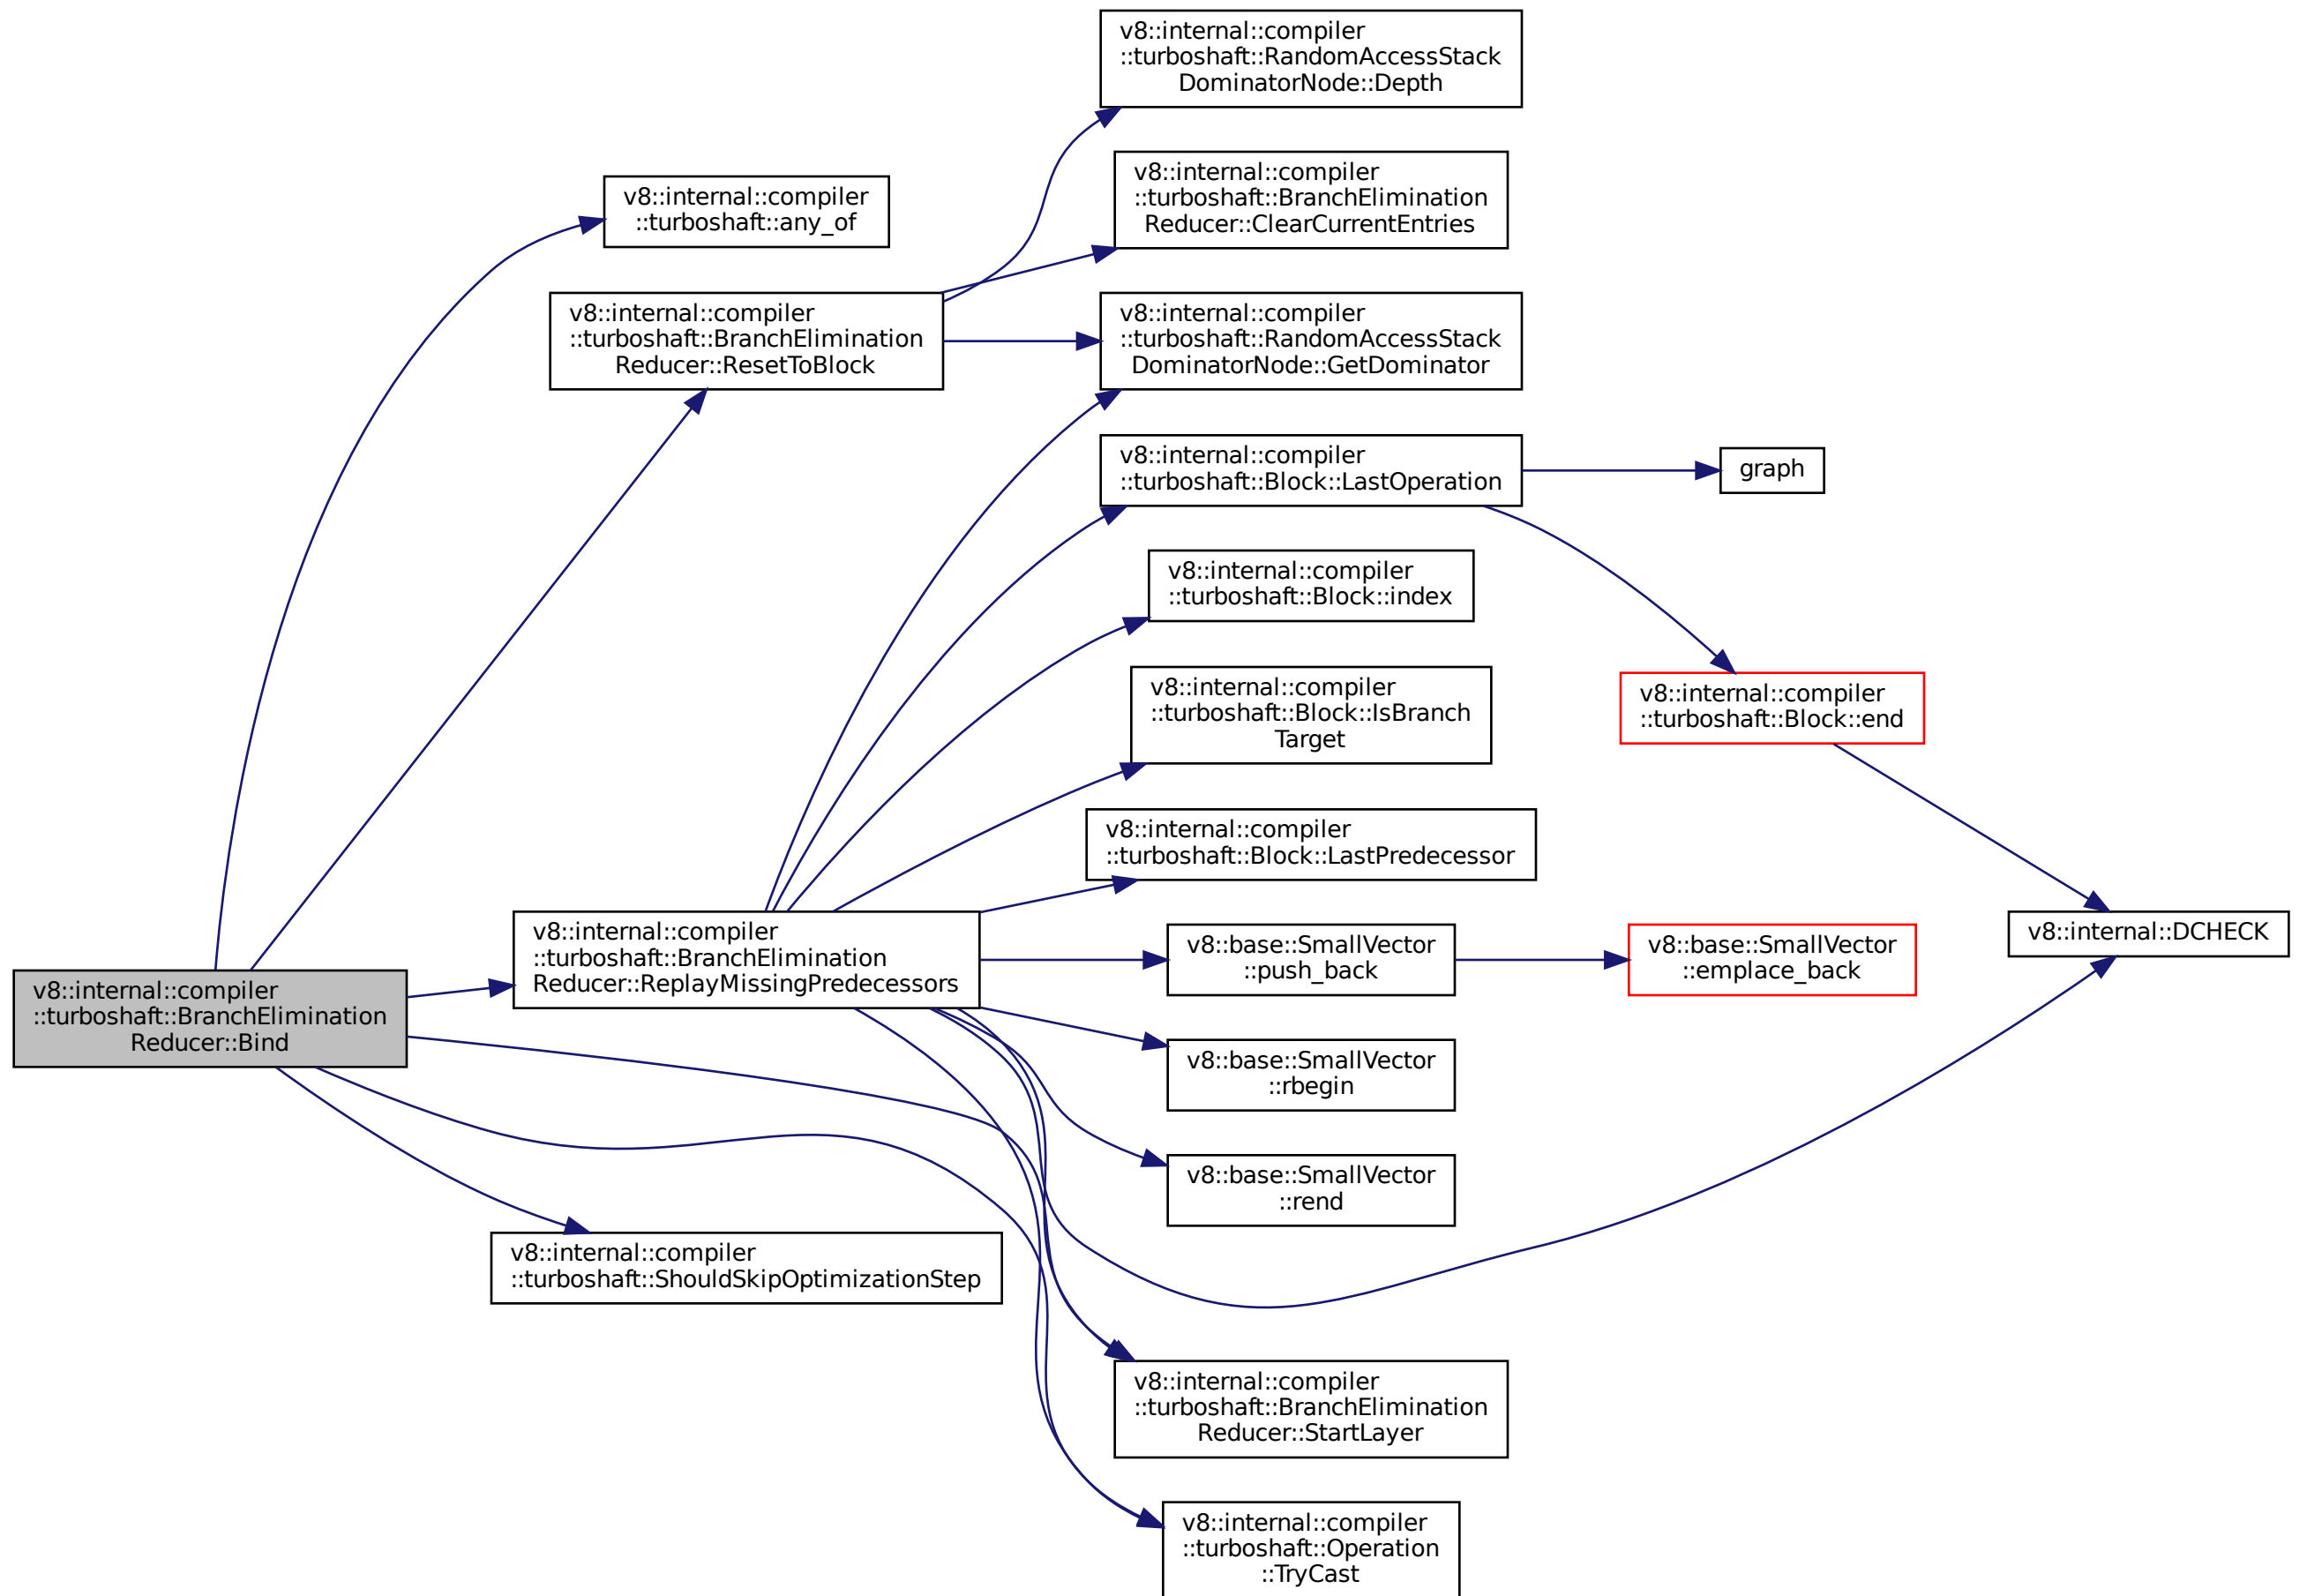 v8::internal::compiler
::turboshaft::RandomAccessStack
DominatorNode::Depth
v8::internal::compiler
::turboshaft::any_of
v8::internal::compiler
::turboshaft::BranchElimination
Reducer::ClearCurrentEntries
v8::internal::compiler
::turboshaft::BranchElimination
Reducer::ResetToBlock
v8::internal::compiler
::turboshaft::RandomAccessStack
DominatorNode::GetDominator
v8::internal::compiler
::turboshaft::Block::LastOperation
graph
v8::internal::compiler
::turboshaft::Block::index
v8::internal::compiler
::turboshaft::Block::IsBranch
Target
v8::internal::compiler
::turboshaft::Block::end
v8::internal::compiler
::turboshaft::Block::LastPredecessor
v8::internal::compiler
::turboshaft::BranchElimination
Reducer::ReplayMissingPredecessors
v8::base::SmallVector
::push_back
v8::base::SmallVector
::emplace_back
v8::internal::DCHECK
v8::internal::compiler
::turboshaft::BranchElimination
Reducer::Bind
v8::base::SmallVector
::rbegin
v8::base::SmallVector
::rend
v8::internal::compiler
::turboshaft::ShouldSkipOptimizationStep
v8::internal::compiler
::turboshaft::BranchElimination
Reducer::StartLayer
v8::internal::compiler
::turboshaft::Operation
::TryCast